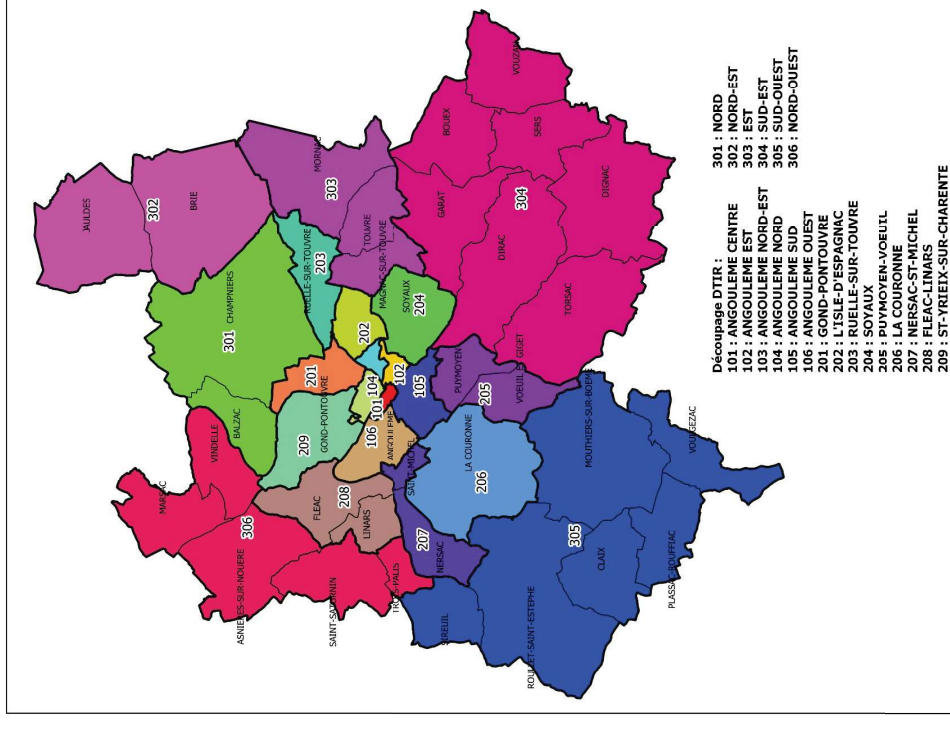 JAULDES
302
BRIE
MORNAC
303
TOUVRE
MAGNAC-SUR-TOUVRE
RUELLE-SUR-TOUVRE
203
CHAMPNIERS
301
BALZAC
VINDELLE
MARSAC
306
ASNIERES-SUR-NOUERE
SAINT-SATURNIN
TROIS-PALIS
FLEAC
208
LINARS
209
GOND-PONTOUVRE
201
202
204
SOYAUX
104
101
102
106
ANGOULEME
105
SAINT-MICHEL
207
NERSAC
LA COURONNE
206
PUYMOYEN
205
GIGET
BOUEX
VOUZAN
SERS
GARAT
304
DIRAC
DIGNAC
TORSAC
MOUTHIERS-SUR-BOEME
305
CLAIX
ROULLET-SAINT-ESTEPHE
PLASSAC-ROUFFIAC
VOULGEZAC
Découpage DTIR :
101 : ANGOULEME CENTRE
102 : ANGOULEME EST
103 : ANGOULEME NORD-EST
104 : ANGOULEME NORD
105 : ANGOULEME SUD
106 : ANGOULEME OUEST
201 : GOND-PONTOUVRE
202 : L'ISLE-D'ESPAGNAC
203 : RUELLE-SUR-TOUVRE
204 : SOYAUX
305 : PUYMOYEN-VOEUIL
206 : LA COURONNE
207 : NERSAC-ST-MICHEL
208 : FLEAC-LINARS
209 : ST-YRIEIX-SUR-CHARENTE
301 : NORD
302 : NORD-EST
303 : EST
304 : SUD-EST
305 : SUD-OUEST
306 : NORD-OUEST